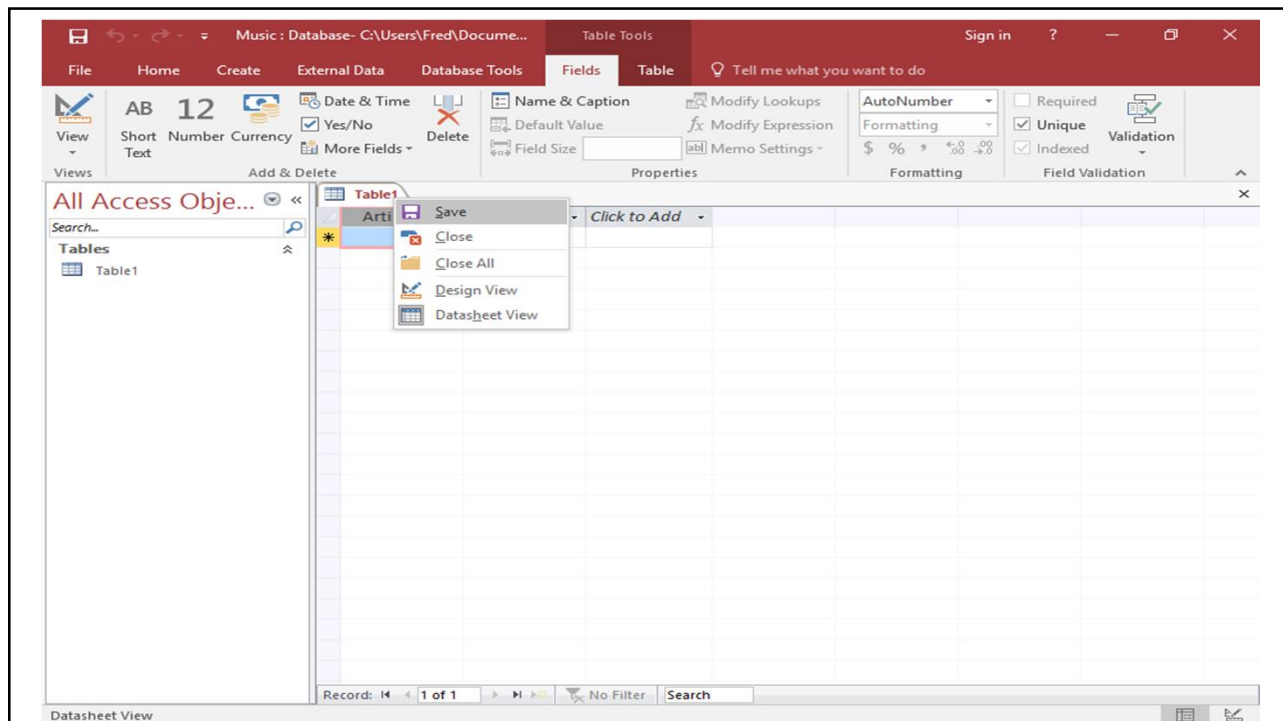 Music : Database- C:\Users\Fred\Docume...
Table Tools
Sign in
?
File
Home
Create
External Data
Database Tools
Fields
Table
Tell me what you want to do
View
Views
AB
Short
Text
12
Number
Currency
Date & Time
Yes/No
More Fields
Delete
Add & Delete
Name & Caption
Default Value
Field Size
Modify Lookups
fx Modify Expression
ab Memo Settings
Properties
AutoNumber
Formatting
$ % , .00 .00
Formatting
Required
Unique
Indexed
Validation
Field Validation
All Access Obje...
Search...
Tables
Table1
Table1
Arti
Click to Add
Save
Close
Close All
Design View
Datasheet View
Record:
1 of 1
No Filter
Search
Datasheet View